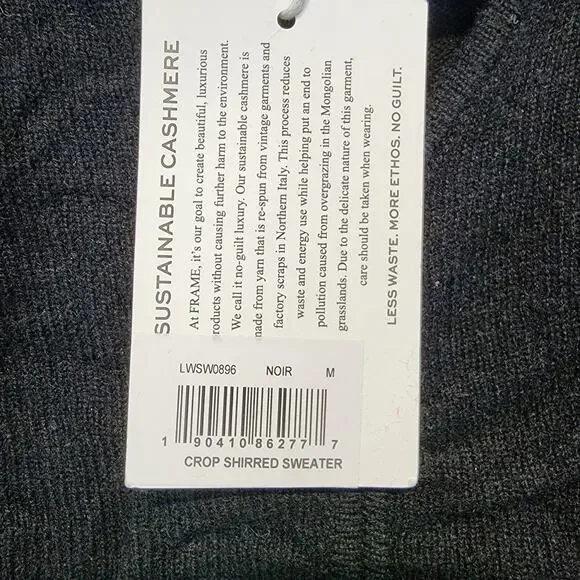 SUSTAINABLE CASHMERE
At FRAME, it's our goal to create beautiful, luxurious
roducts without causing further harm to the environment.
We call it no-guilt luxury. Our sustainable cashmere is
nade from yarn that is re-spun from vintage garments and
factory scraps in Northern Italy. This process reduces
waste and energy use while helping put an end to
pollution caused from overgrazing in the Mongolian
grasslands. Due to the delicate nature of this garment,
care should be taken when wearing.
LESS WASTE. MORE ETHOS. NO GUILT.
LWSW0896 NOIR M
1 90410 86277 7
CROP SHIRRED SWEATER